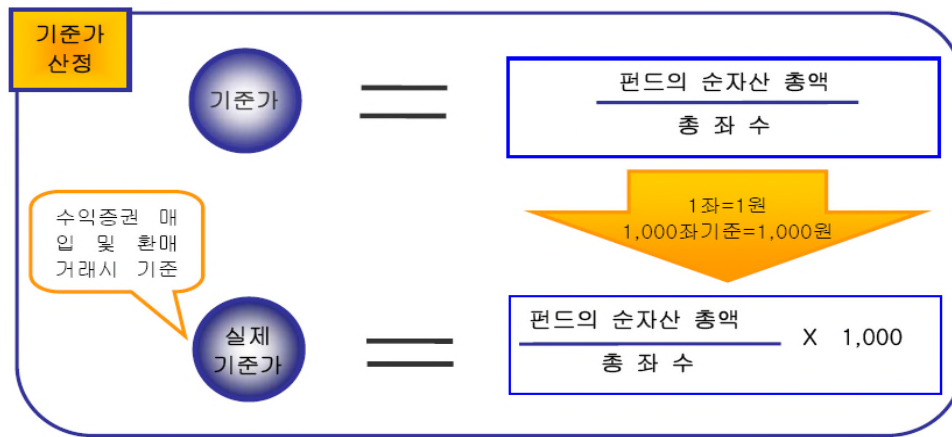 기준가
산정
기준가
펀드의 순자산 총액
총 좌 수
1좌=1원
1,000좌기준=1,000원
수익증권 매
입 및 환매
거래시 기준
실제
기준가
펀드의 순자산 총액
총 좌 수
X 1,000